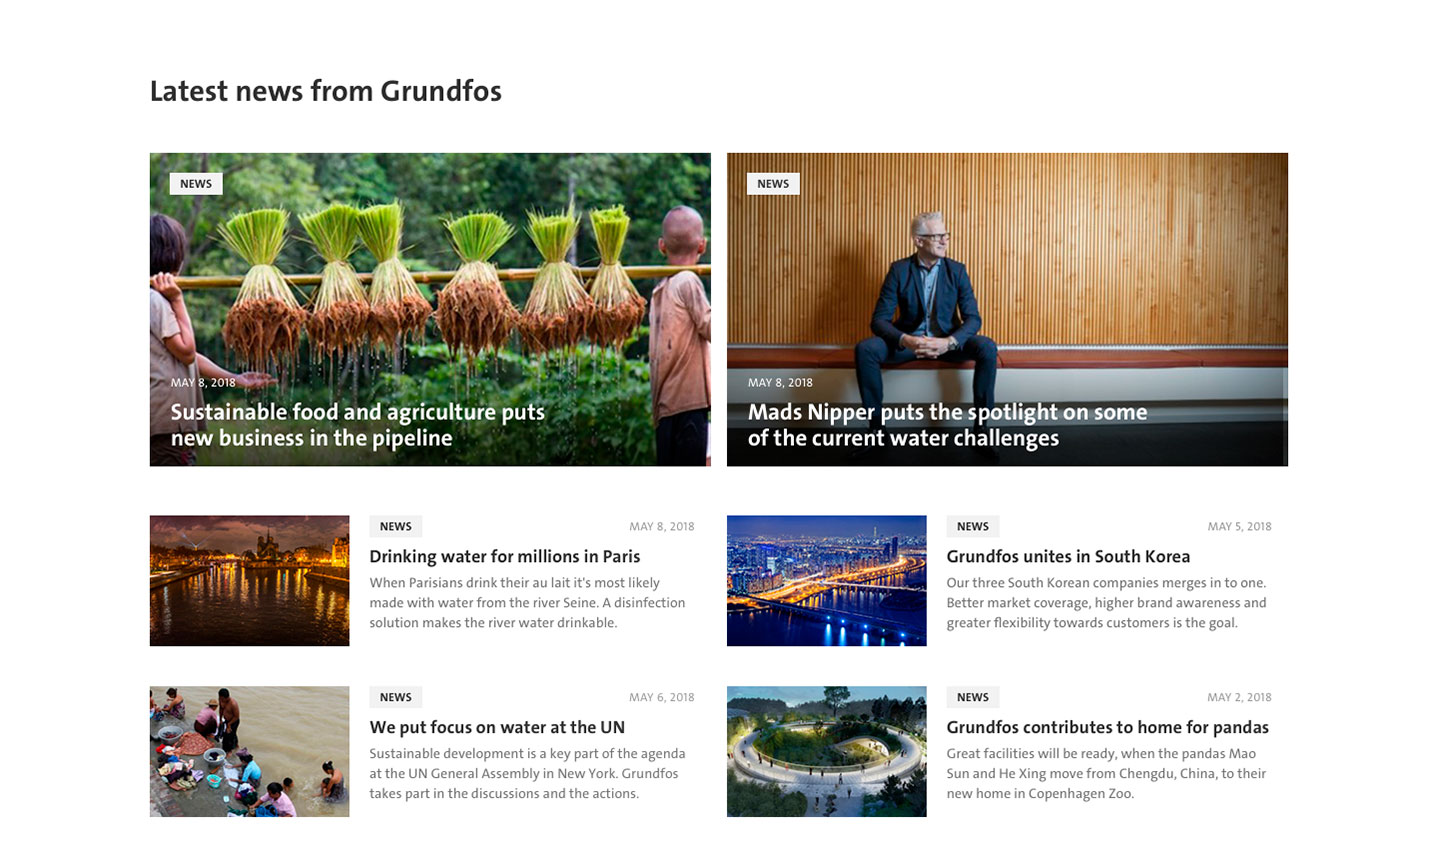 Latest news from Grundfos
NEWS
MAY 8, 2018
Sustainable food and agriculture puts
new business in the pipeline
NEWS
MAY 8, 2018
Mads Nipper puts the spotlight on some
of the current water challenges
NEWS
MAY 8, 2018
Drinking water for millions in Paris
When Parisians drink their au lait it's most likely
made with water from the river Seine. A disinfection
solution makes the river water drinkable.
NEWS
MAY 5, 2018
Grundfos unites in South Korea
Our three South Korean companies merges in to one.
Better market coverage, higher brand awareness and
greater flexibility towards customers is the goal.
NEWS
MAY 6, 2018
We put focus on water at the UN
Sustainable development is a key part of the agenda
at the UN General Assembly in New York. Grundfos
takes part in the discussions and the actions.
NEWS
MAY 2, 2018
Grundfos contributes to home for pandas
Great facilities will be ready, when the pandas Mao
Sun and He Xing move from Chengdu, China, to their
new home in Copenhagen Zoo.